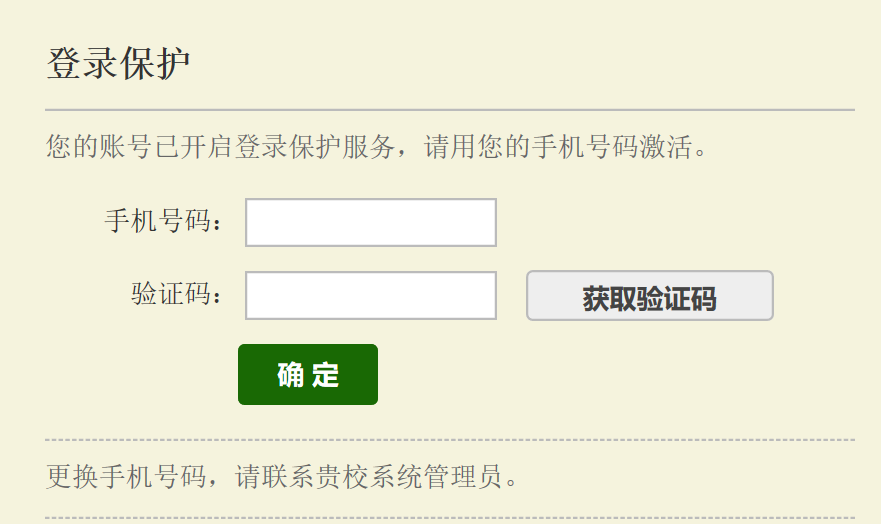 登录保护
您的账号已开启登录保护服务，请用您的手机号码激活。
手机号码：
验证码： 获取验证码
确 定
更换手机号码，请联系贵校系统管理员。